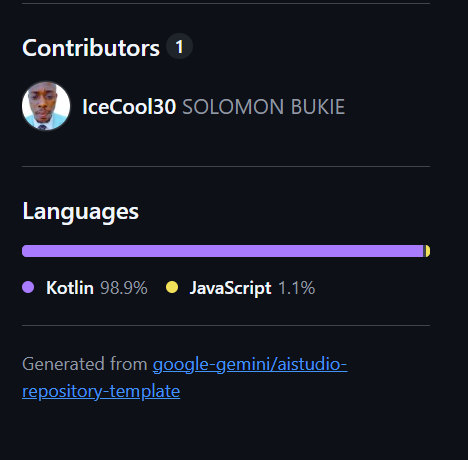 Contributors 1
IceCool30 SOLOMON BUKIE
Languages
Kotlin 98.9% JavaScript 1.1%
Generated from google-gemini/aistudio-
repository-template